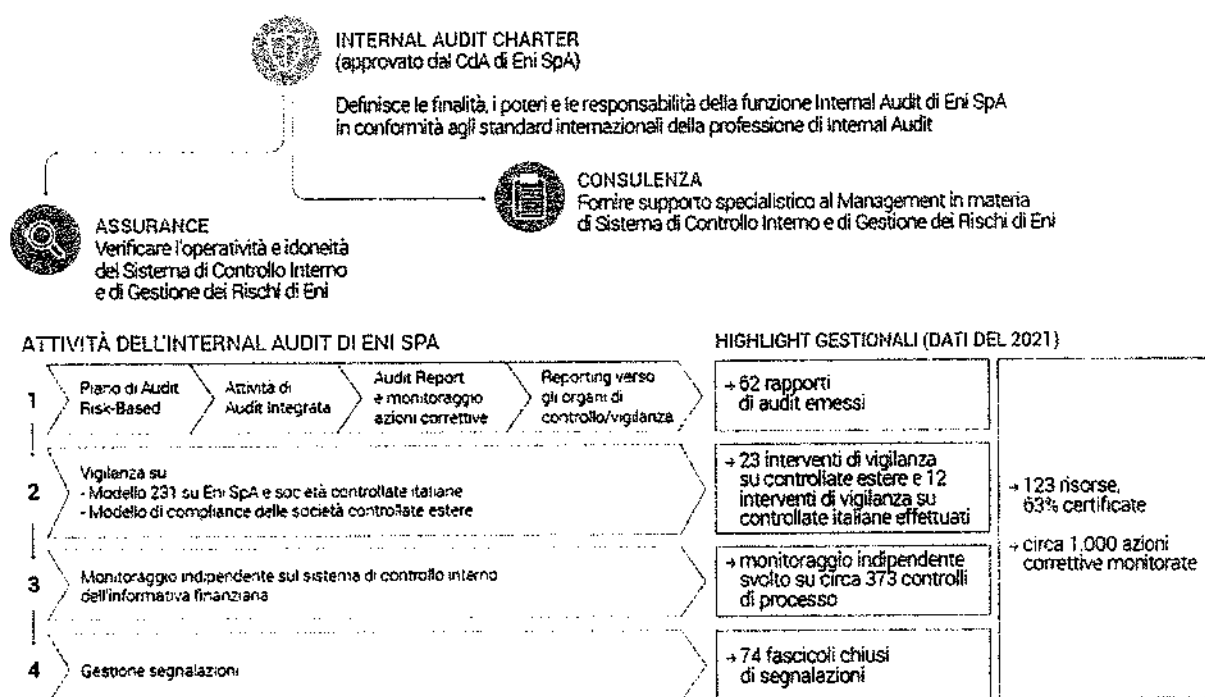 INTERNAL AUDIT CHARTER
(approvato dal CdA di Eni SpA)
Definisce le finalità, i poteri e le responsabilità della funzione Internal Audit di Eni SpA
in conformità agli standard internazionali della professione di Internal Audit
CONSULENZA
Fornire supporto specialistico al Management in materia
di Sistema di Controllo Interno e di Gestione dei Rischi di Eni
ASSURANCE
Verificare l'operatività e idoneità
del Sistema di Controllo Interno
e di Gestione dei Rischi di Eni
ATTIVITÀ DELL'INTERNAL AUDIT DI ENI SPA
1
Piano di Audit
Risk-Based
Attività di
Audit Integrata
Audit Report
e monitoraggio
azioni correttive
Reporting verso
gli organi di
controllo/vigilanza
2
Vigilanza su
- Modello 231 su Eni SpA e società controllate italiane
- Modello di compliance delle società controllate estere
3
Monitoraggio indipendente sul sistema di controllo interno
dell'informativa finanziaria
4
Gestione segnalazioni
HIGHLIGHT GESTIONALI (DATI DEL 2021)
→ 62 rapporti
di audit emessi
→ 23 interventi di vigilanza
su controllate estere e 12
interventi di vigilanza su
controllate italiane effettuati
→ monitoraggio indipendente
svolto su circa 373 controlli
di processo
→ 74 fascicoli chiusi
di segnalazioni
→ 123 risorse,
63% certificate
→ circa 1.000 azioni
correttive monitorate